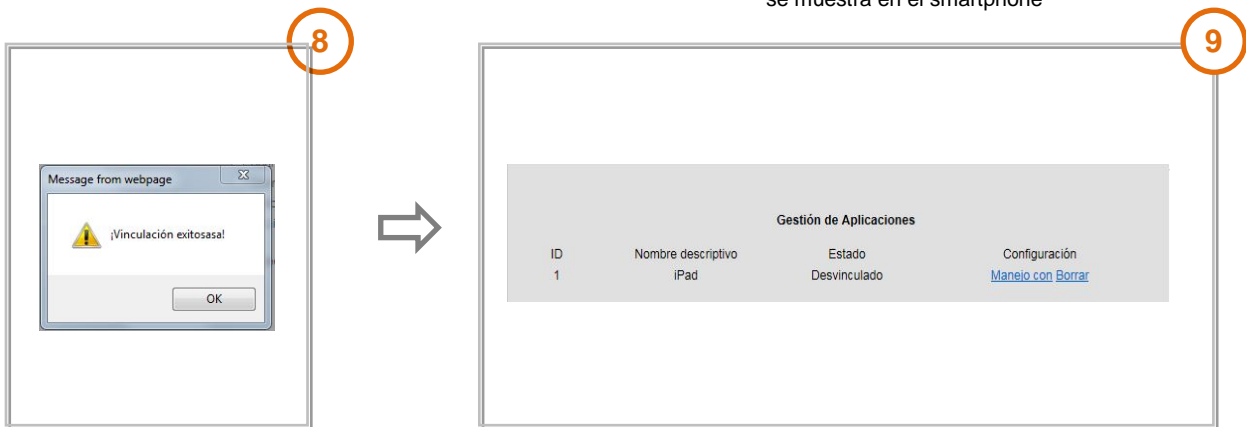 se muestra en el smartphone
8
9
Message from webpage
¡Vinculación exitosasa!
OK
Gestión de Aplicaciones
ID Nombre descriptivo Estado Configuración
1 iPad Desvinculado Manejo con Borrar